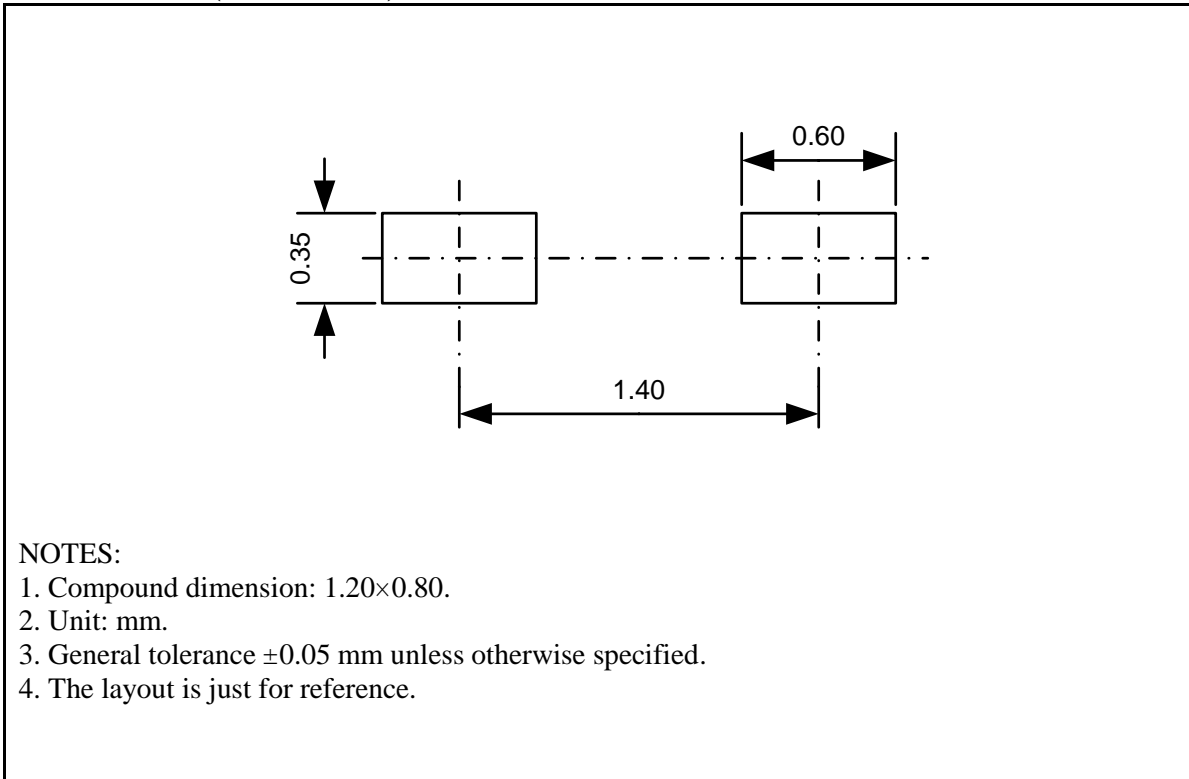 0.60
0.35
1.40
NOTES:
1. Compound dimension: 1.20×0.80.
2. Unit: mm.
3. General tolerance ±0.05 mm unless otherwise specified.
4. The layout is just for reference.